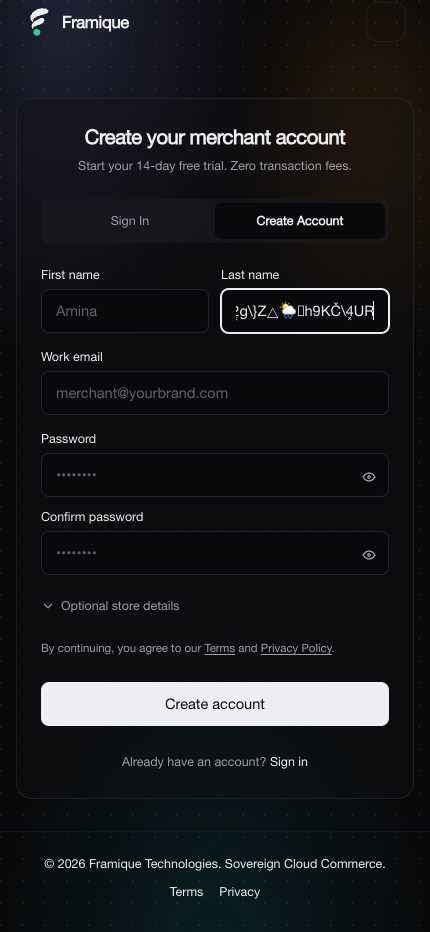 Framique
Create your merchant account
Start your 14-day free trial. Zero transaction fees.
Sign In
Create Account
First name
Last name
Amina
Work email
merchant@yourbrand.com
Password
••••••••
Confirm password
••••••••
Optional store details
By continuing, you agree to our Terms and Privacy Policy.
Create account
Already have an account? Sign in
© 2026 Framique Technologies. Sovereign Cloud Commerce.
Terms
Privacy